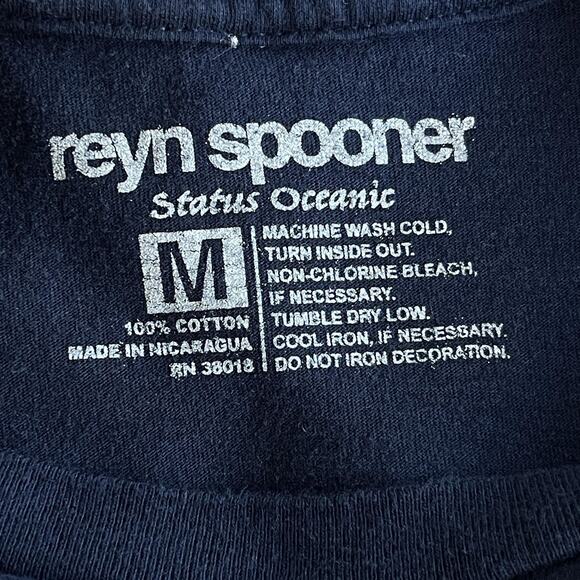 reyn spooner
Status Oceanic
M
100% COTTON
MADE IN NICARAGUA
RN 38018
MACHINE WASH COLD,
TURN INSIDE OUT.
NON-CHLORINE BLEACH,
IF NECESSARY.
TUMBLE DRY LOW.
COOL IRON, IF NECESSARY.
DO NOT IRON DECORATION.